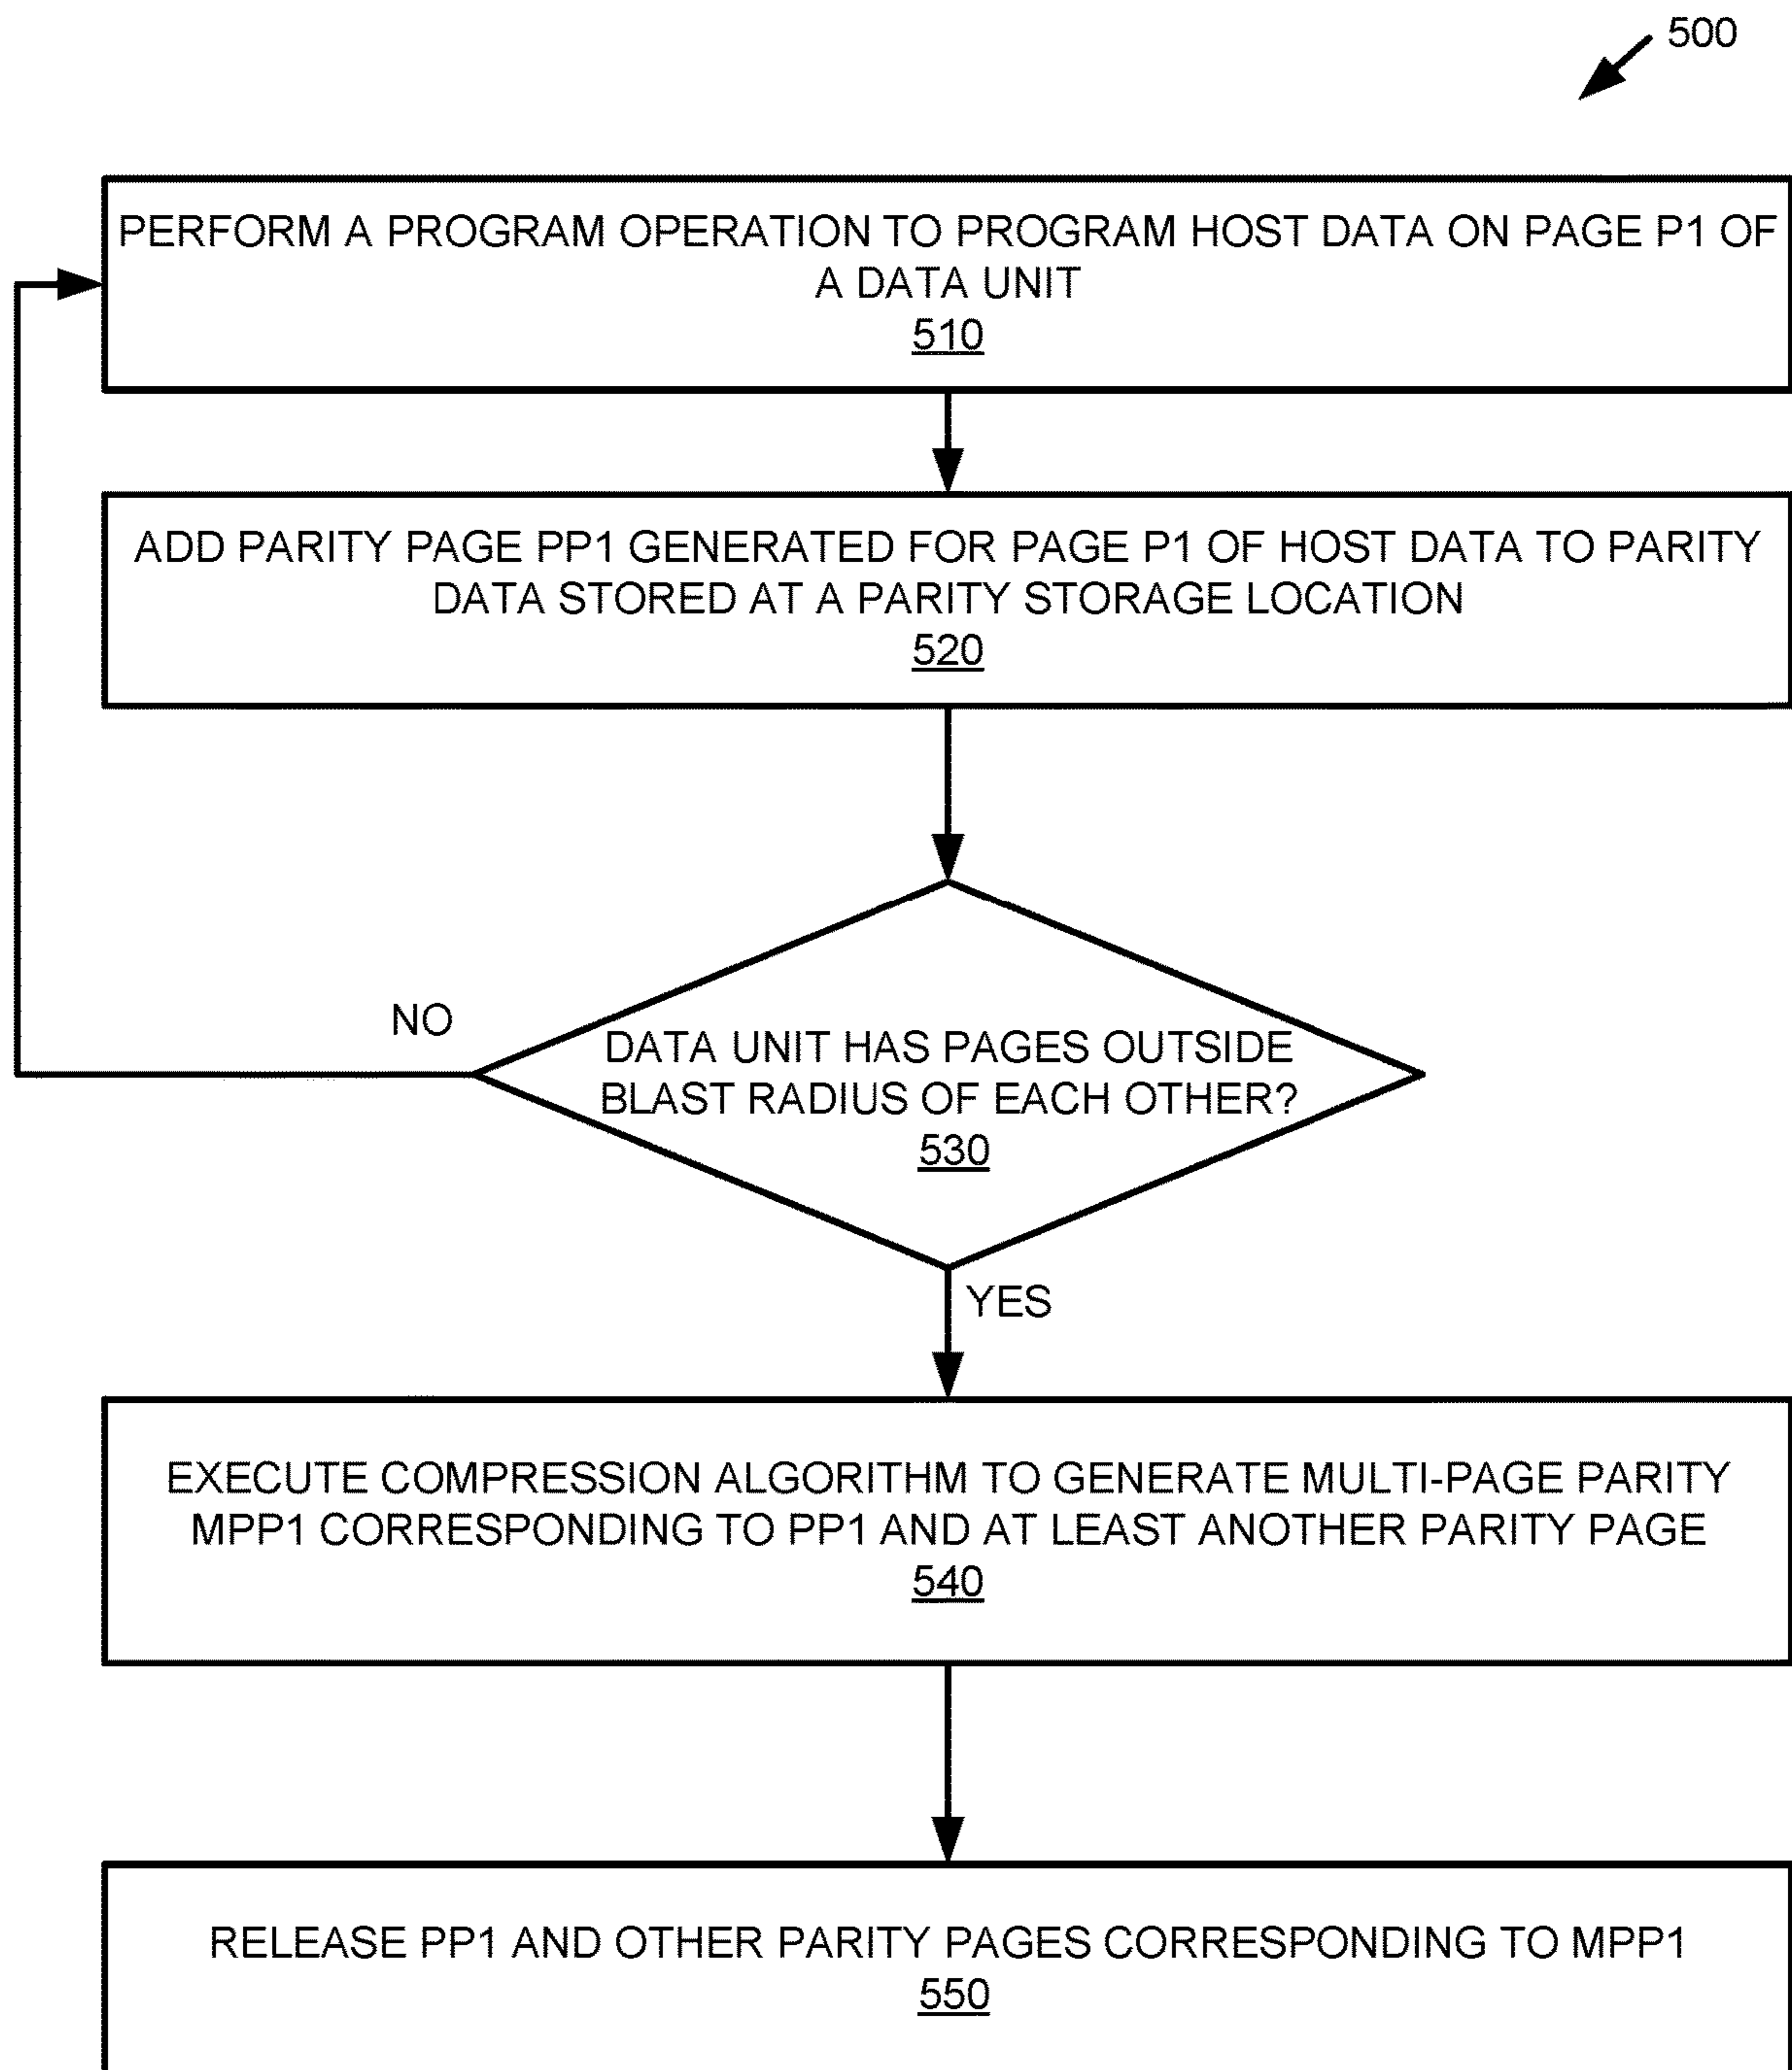 500
PERFORM A PROGRAM OPERATION TO PROGRAM HOST DATA ON PAGE P1 OF
A DATA UNIT
510
ADD PARITY PAGE PP1 GENERATED FOR PAGE P1 OF HOST DATA TO PARITY
DATA STORED AT A PARITY STORAGE LOCATION
520
NO
DATA UNIT HAS PAGES OUTSIDE
BLAST RADIUS OF EACH OTHER?
530
YES
EXECUTE COMPRESSION ALGORITHM TO GENERATE MULTI-PAGE PARITY
MPP1 CORRESPONDING TO PP1 AND AT LEAST ANOTHER PARITY PAGE
540
RELEASE PP1 AND OTHER PARITY PAGES CORRESPONDING TO MPP1
550